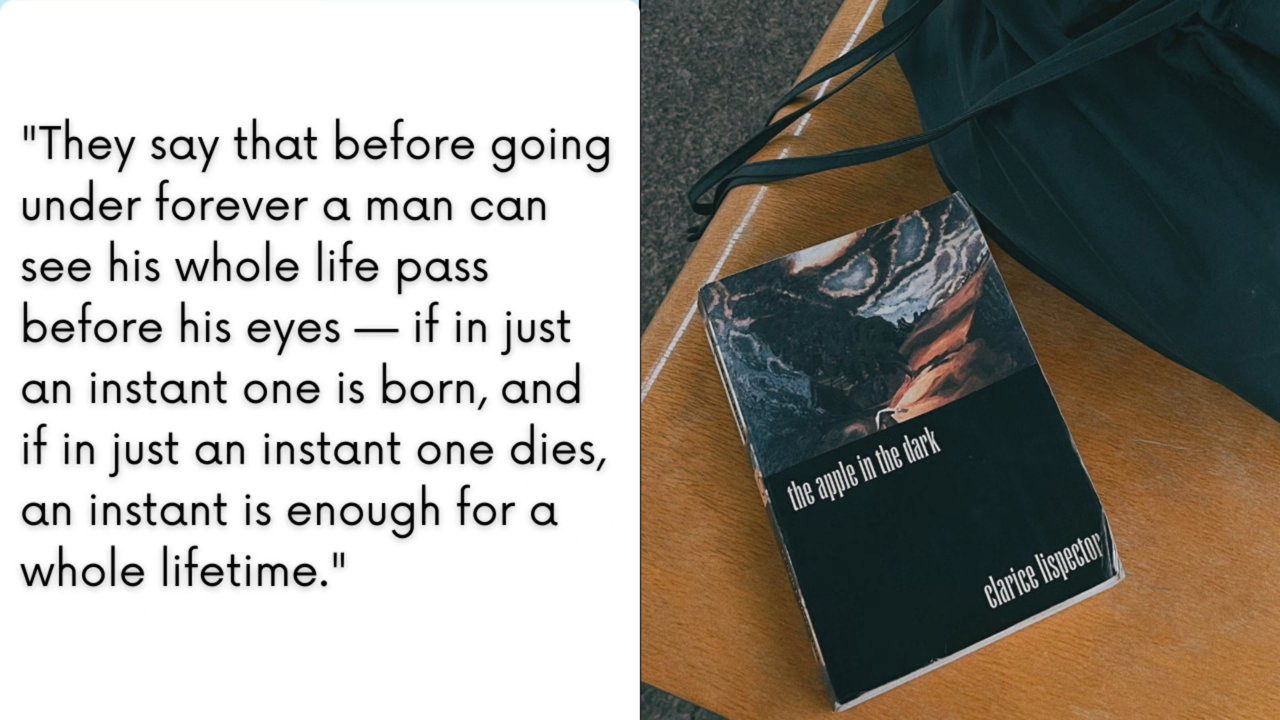 "They say that before going
under forever a man can
see his whole life pass
before his eyes — if in just
an instant one is born, and
if in just an instant one dies,
an instant is enough for a
whole lifetime."
the apple in the dark
clarice lispector